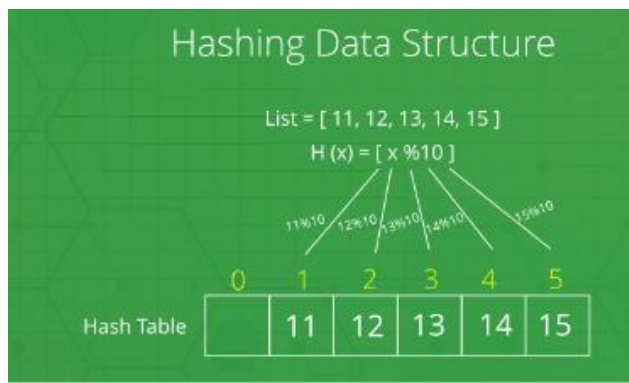 Hashing Data Structure
List = [ 11, 12, 13, 14, 15 ]
H (x) = [ x %10 ]
11%10 12%10 13%10 14%10 15%10
0 1 2 3 4 5
Hash Table 11 12 13 14 15